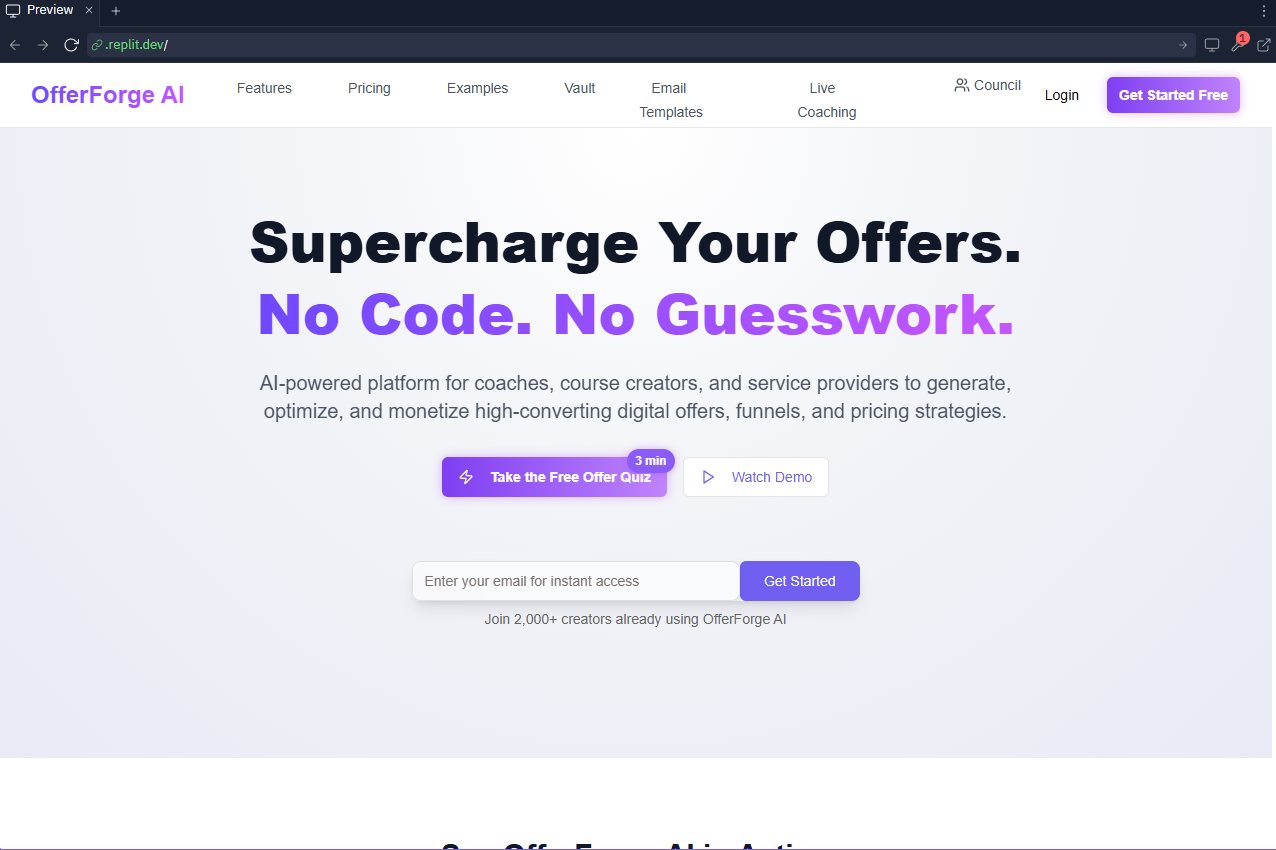 Preview
.replit.dev/
1
OfferForge AI
Features
Pricing
Examples
Vault
Email
Templates
Live
Coaching
Council
Login
Get Started Free
Supercharge Your Offers.
No Code. No Guesswork.
AI-powered platform for coaches, course creators, and service providers to generate,
optimize, and monetize high-converting digital offers, funnels, and pricing strategies.
3 min
Take the Free Offer Quiz
Watch Demo
Enter your email for instant access
Get Started
Join 2,000+ creators already using OfferForge AI